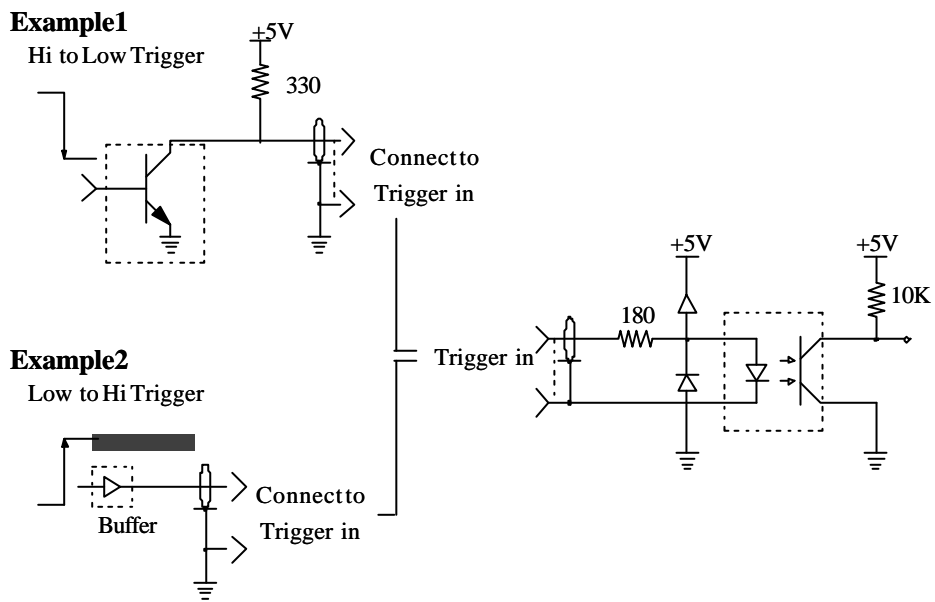 Example1
Hi to Low Trigger
+5V
330
Connect to
Trigger in
+5V
+5V
10K
180
Trigger in
Example2
Low to Hi Trigger
Connect to
Trigger in
Buffer